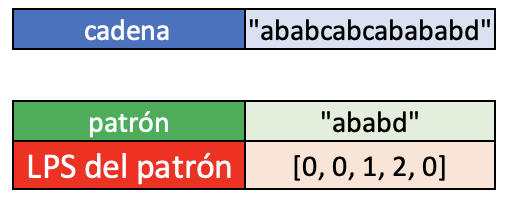 cadena "ababcabcabababd"
patrón "ababd"
LPS del patrón [0, 0, 1, 2, 0]